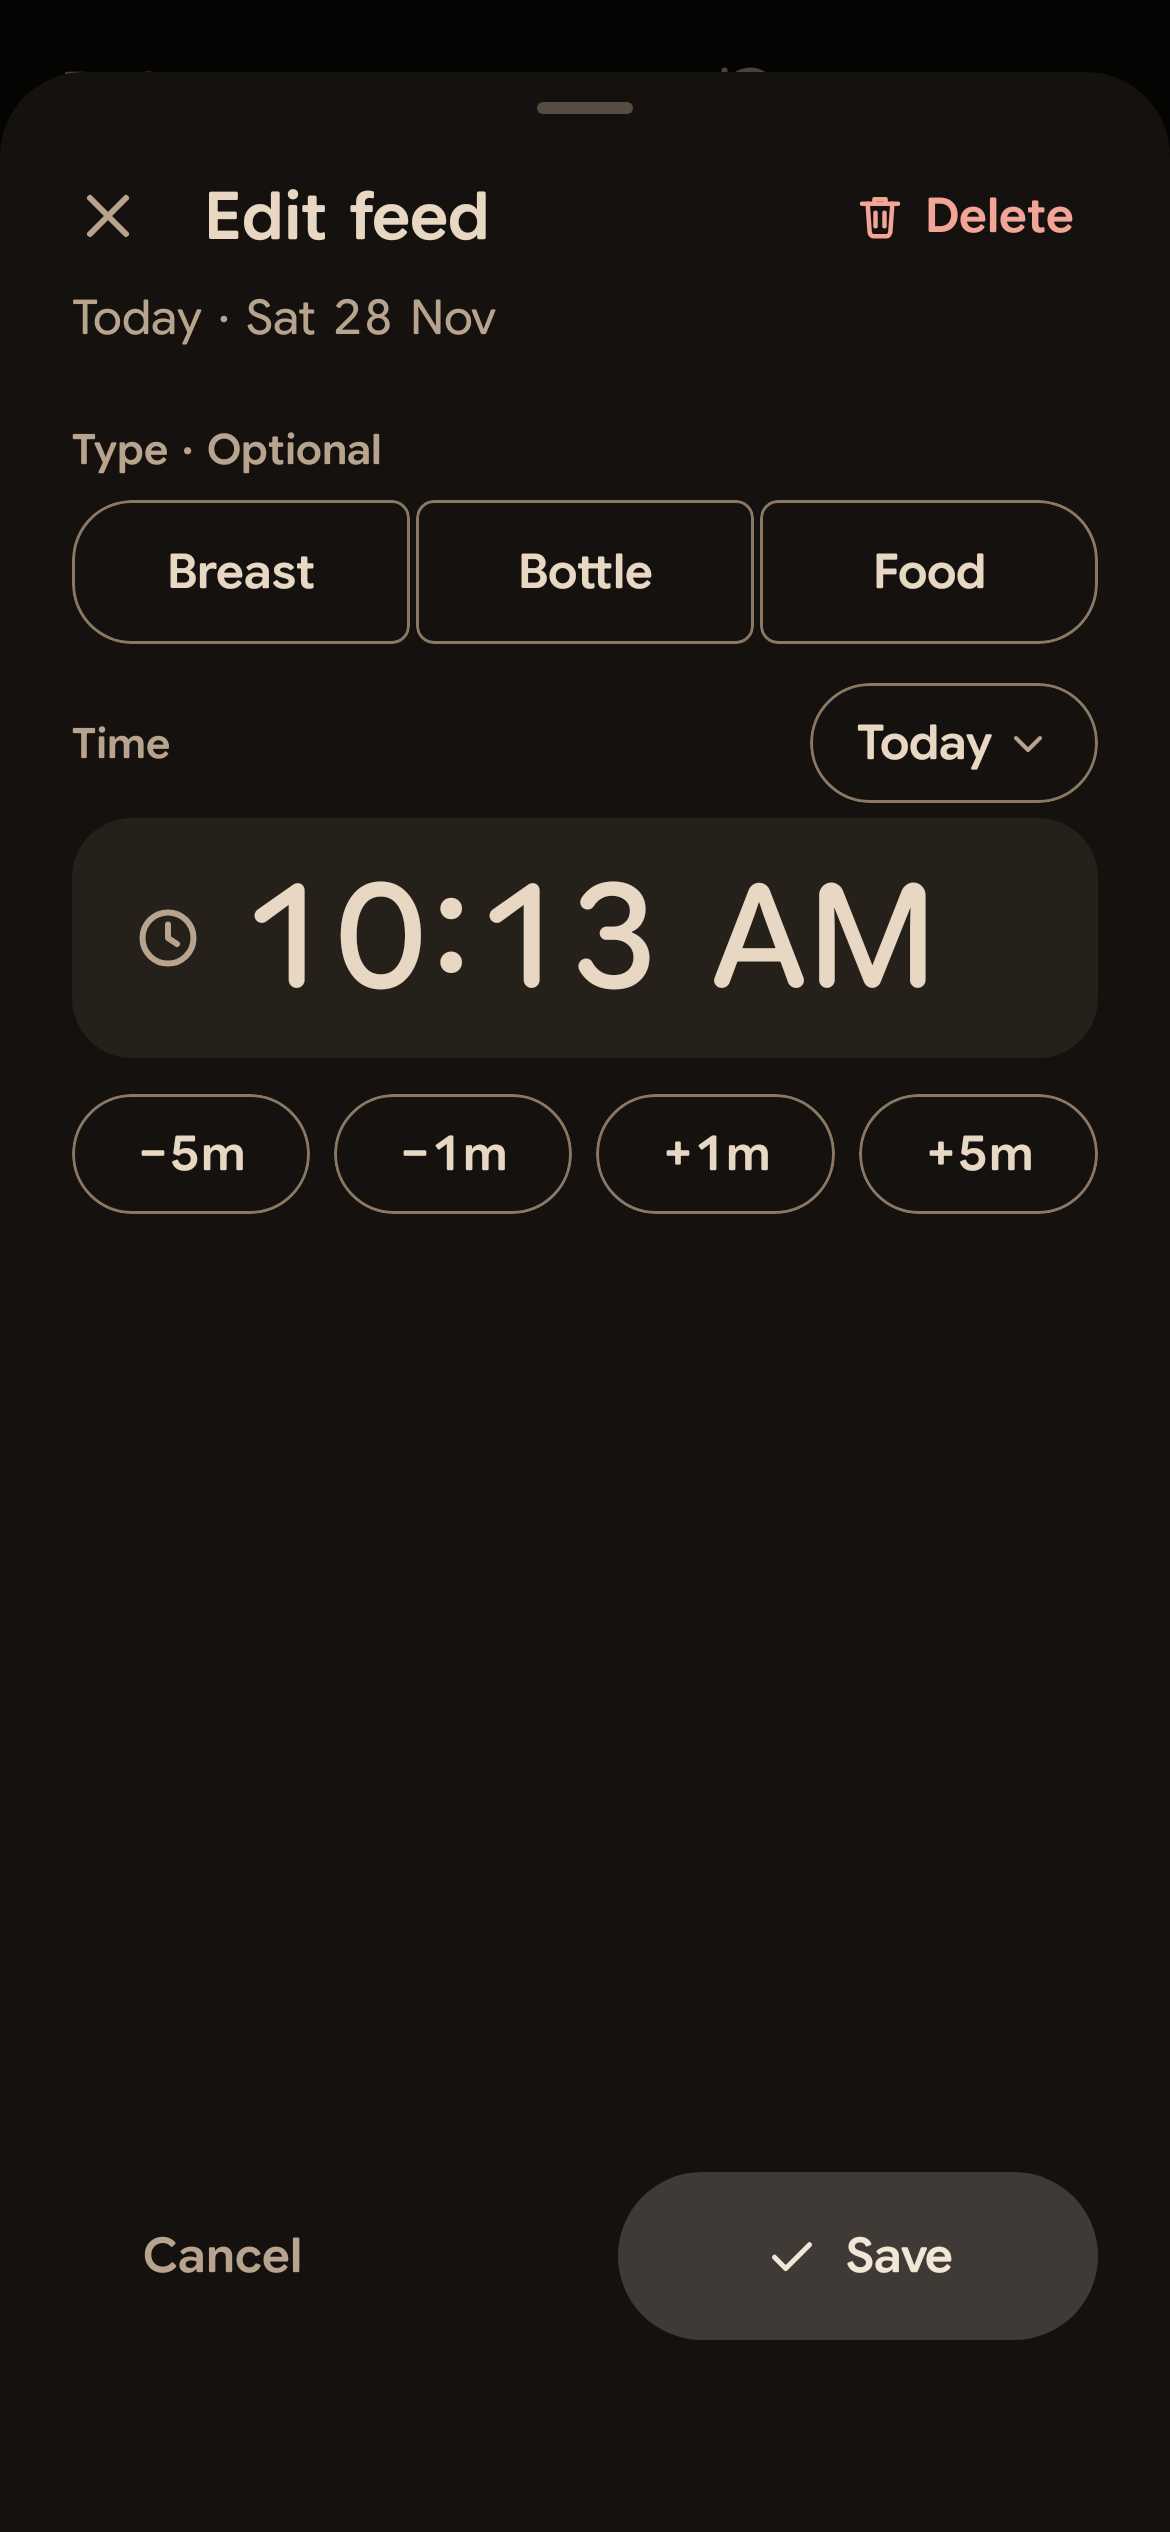 Edit feed
Delete
Today · Sat 28 Nov
Type · Optional
Breast
Bottle
Food
Time
Today
10:13 AM
−5m
−1m
+1m
+5m
Cancel
Save